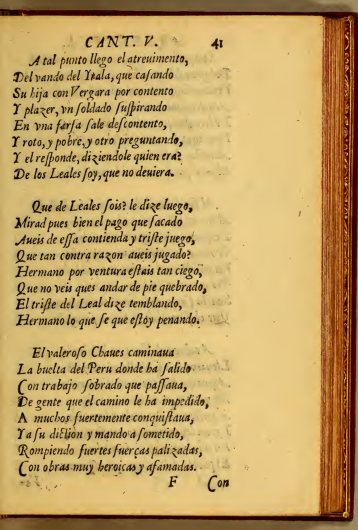 CANT. V. 41
A tal punto llego el atreuimento,
Del vando del Yrala, que caſando
Su hija con Vergara por contento
Y plazer, vn ſoldado ſuſpirando
En vna farſa ſale deſcontento,
Y roto, y pobre, y otro preguntando,
Y el reſponde, diziendole quien era?
De los Leales ſoy, que no deuiera.
Que de Leales ſois? le dize luego,
Mirad pues bien el pago que ſacado
Aueis de eſſa contienda y triſte juego,
Que tan contra razon aueis jugado?
Hermano por ventura eſtais tan ciego,
Que no veis ques andar de pie quebrado,
El triſte del Leal dize temblando,
Hermano lo que ſe que eſtoy penando.
El valeroſo Chaues caminaua
La buelta del Peru donde ha ſalido
Con trabajo ſobrado que paſſaua,
De gente que el camino le ha impedido,
A muchos fuertemente conquiſtaua,
Y a ſu diction y mando a ſometido,
Rompiendo fuertes fuerças palizadas,
Con obras muy heroicas y afamadas.
F Con